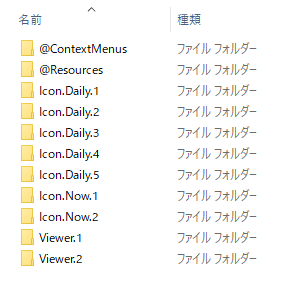 名前 種類
@ContextMenus ファイル フォルダー
@Resources ファイル フォルダー
Icon.Daily.1 ファイル フォルダー
Icon.Daily.2 ファイル フォルダー
Icon.Daily.3 ファイル フォルダー
Icon.Daily.4 ファイル フォルダー
Icon.Daily.5 ファイル フォルダー
Icon.Now.1 ファイル フォルダー
Icon.Now.2 ファイル フォルダー
Viewer.1 ファイル フォルダー
Viewer.2 ファイル フォルダー